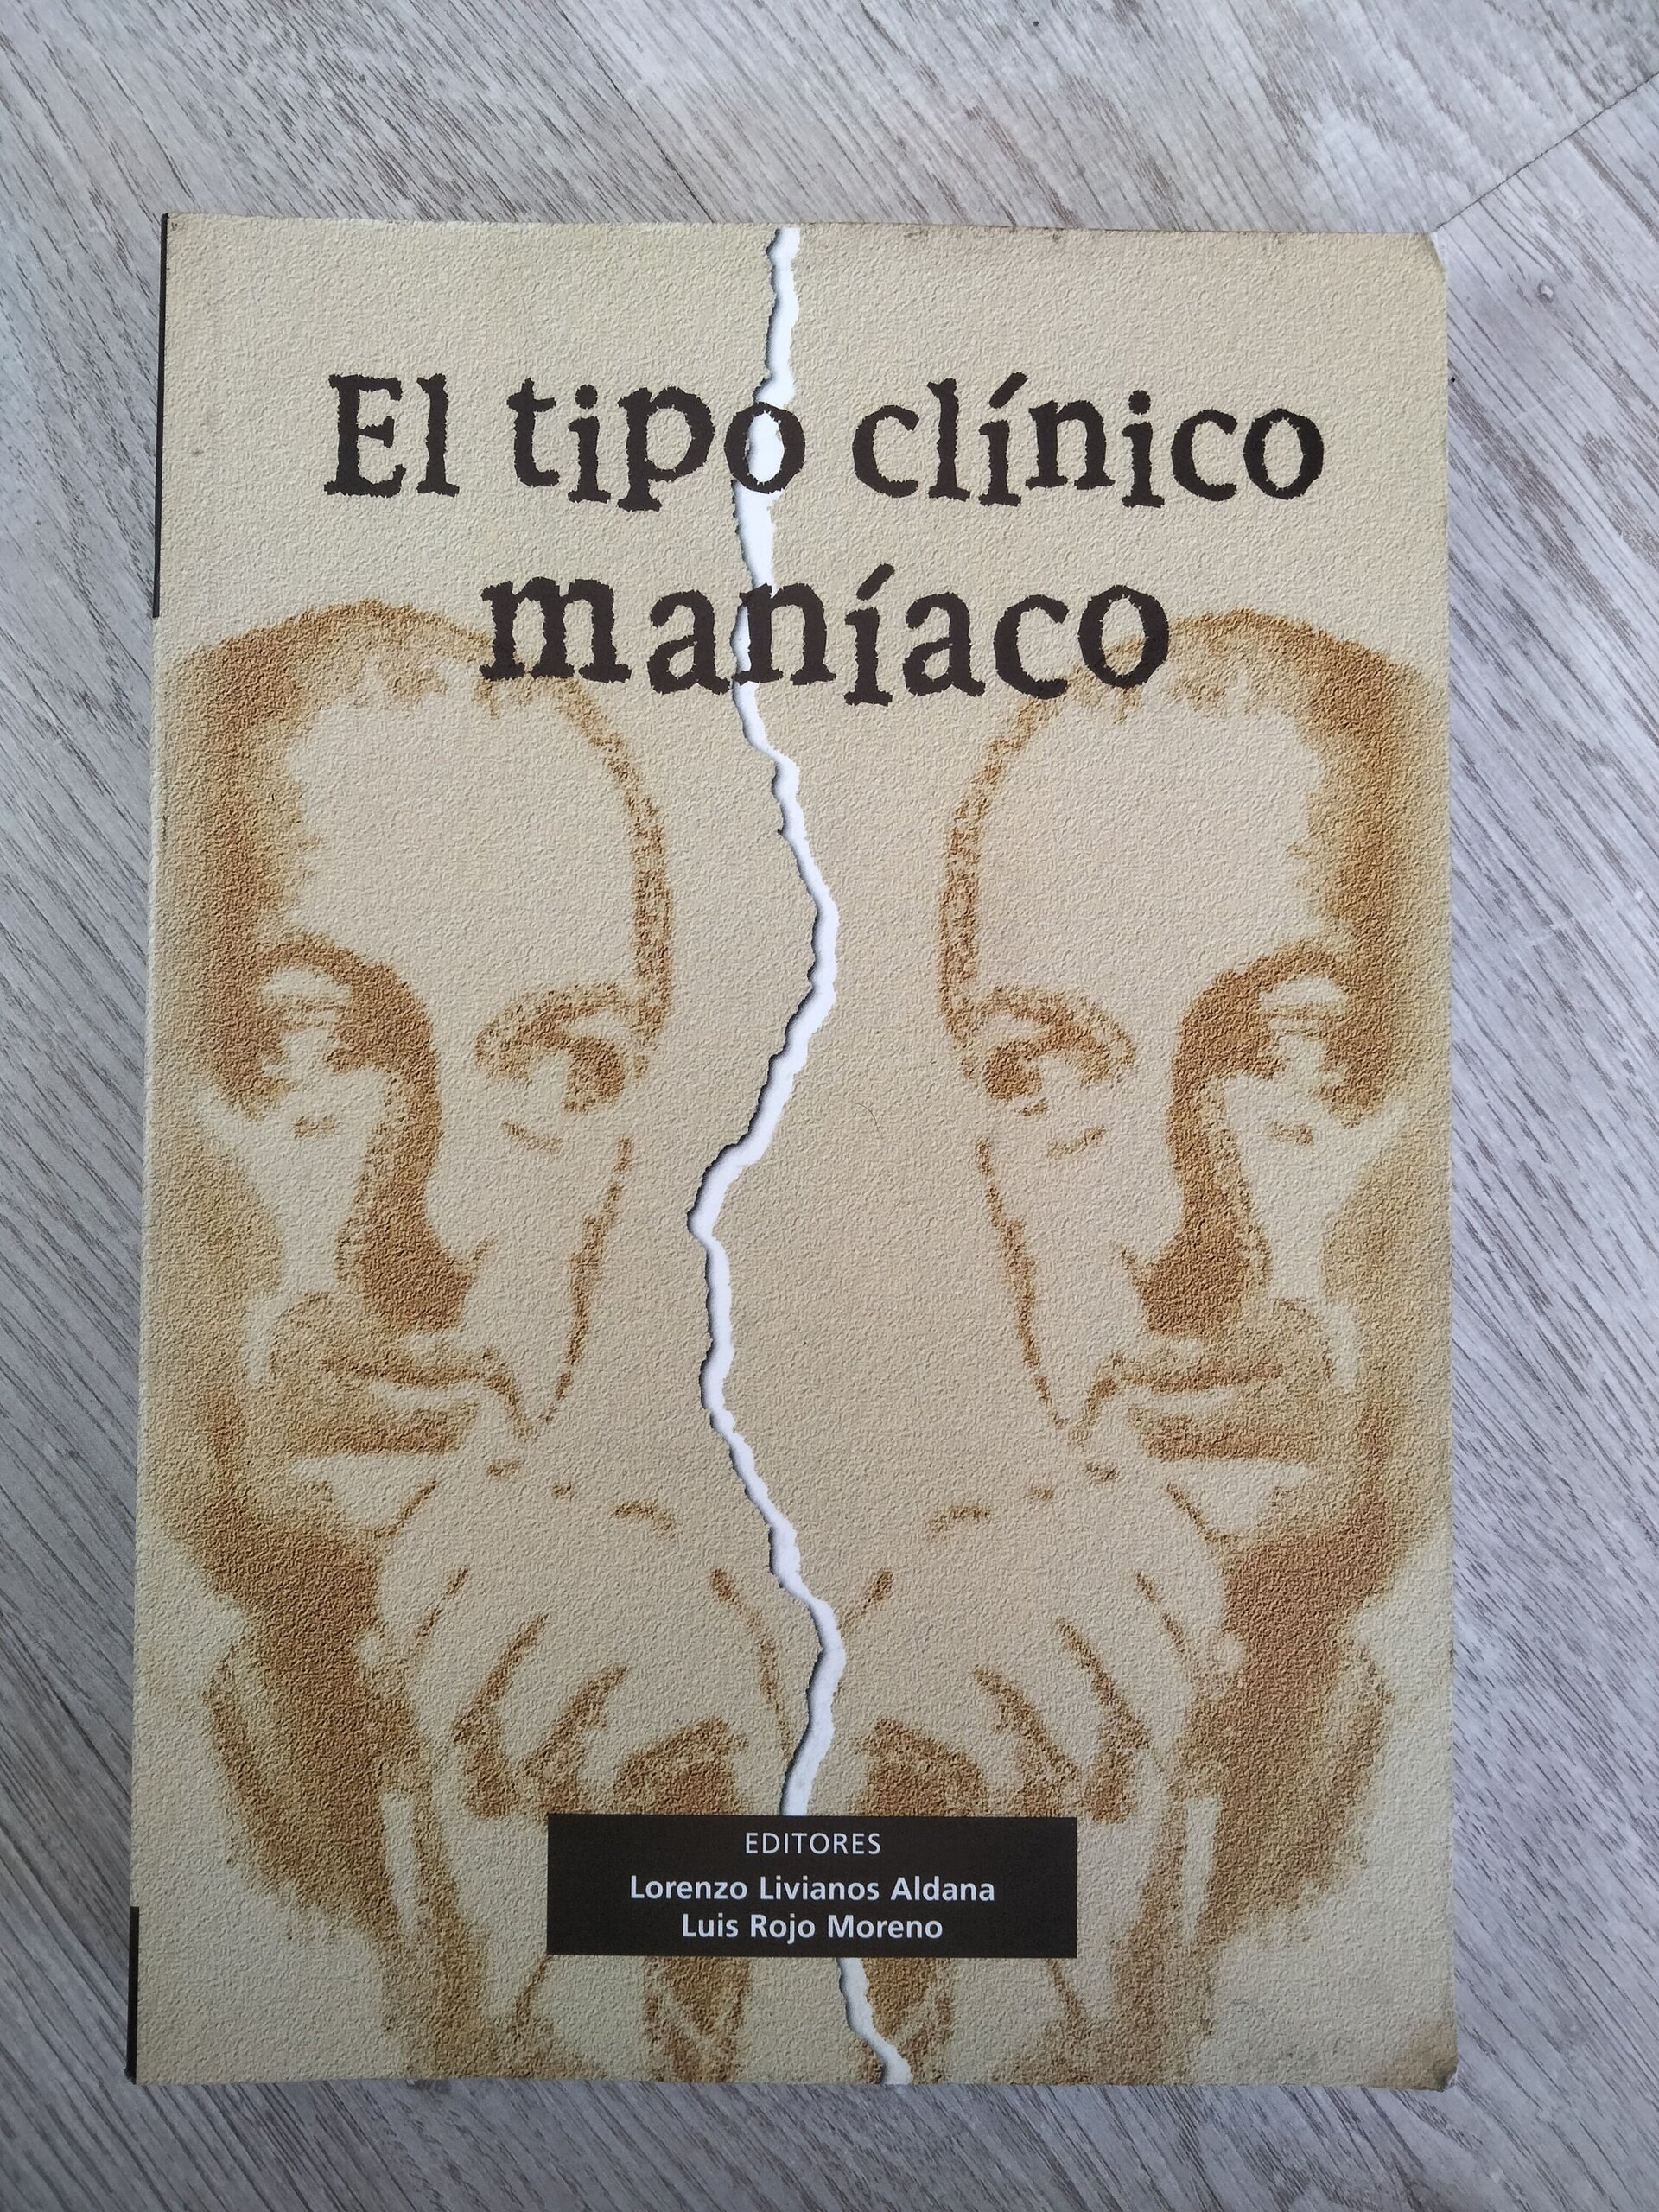 El tipo clínico
maníaco
EDITORES
Lorenzo Livianos Aldana
Luis Rojo Moreno